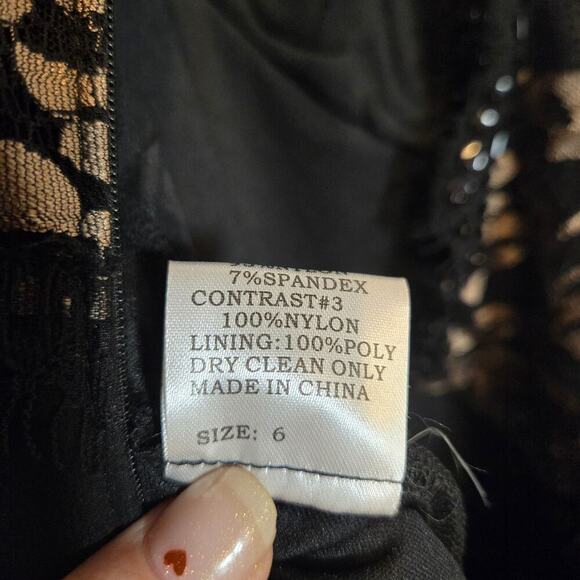 7%SPANDEX
CONTRAST#3
100%NYLON
LINING:100%POLY
DRY CLEAN ONLY
MADE IN CHINA
SIZE: 6